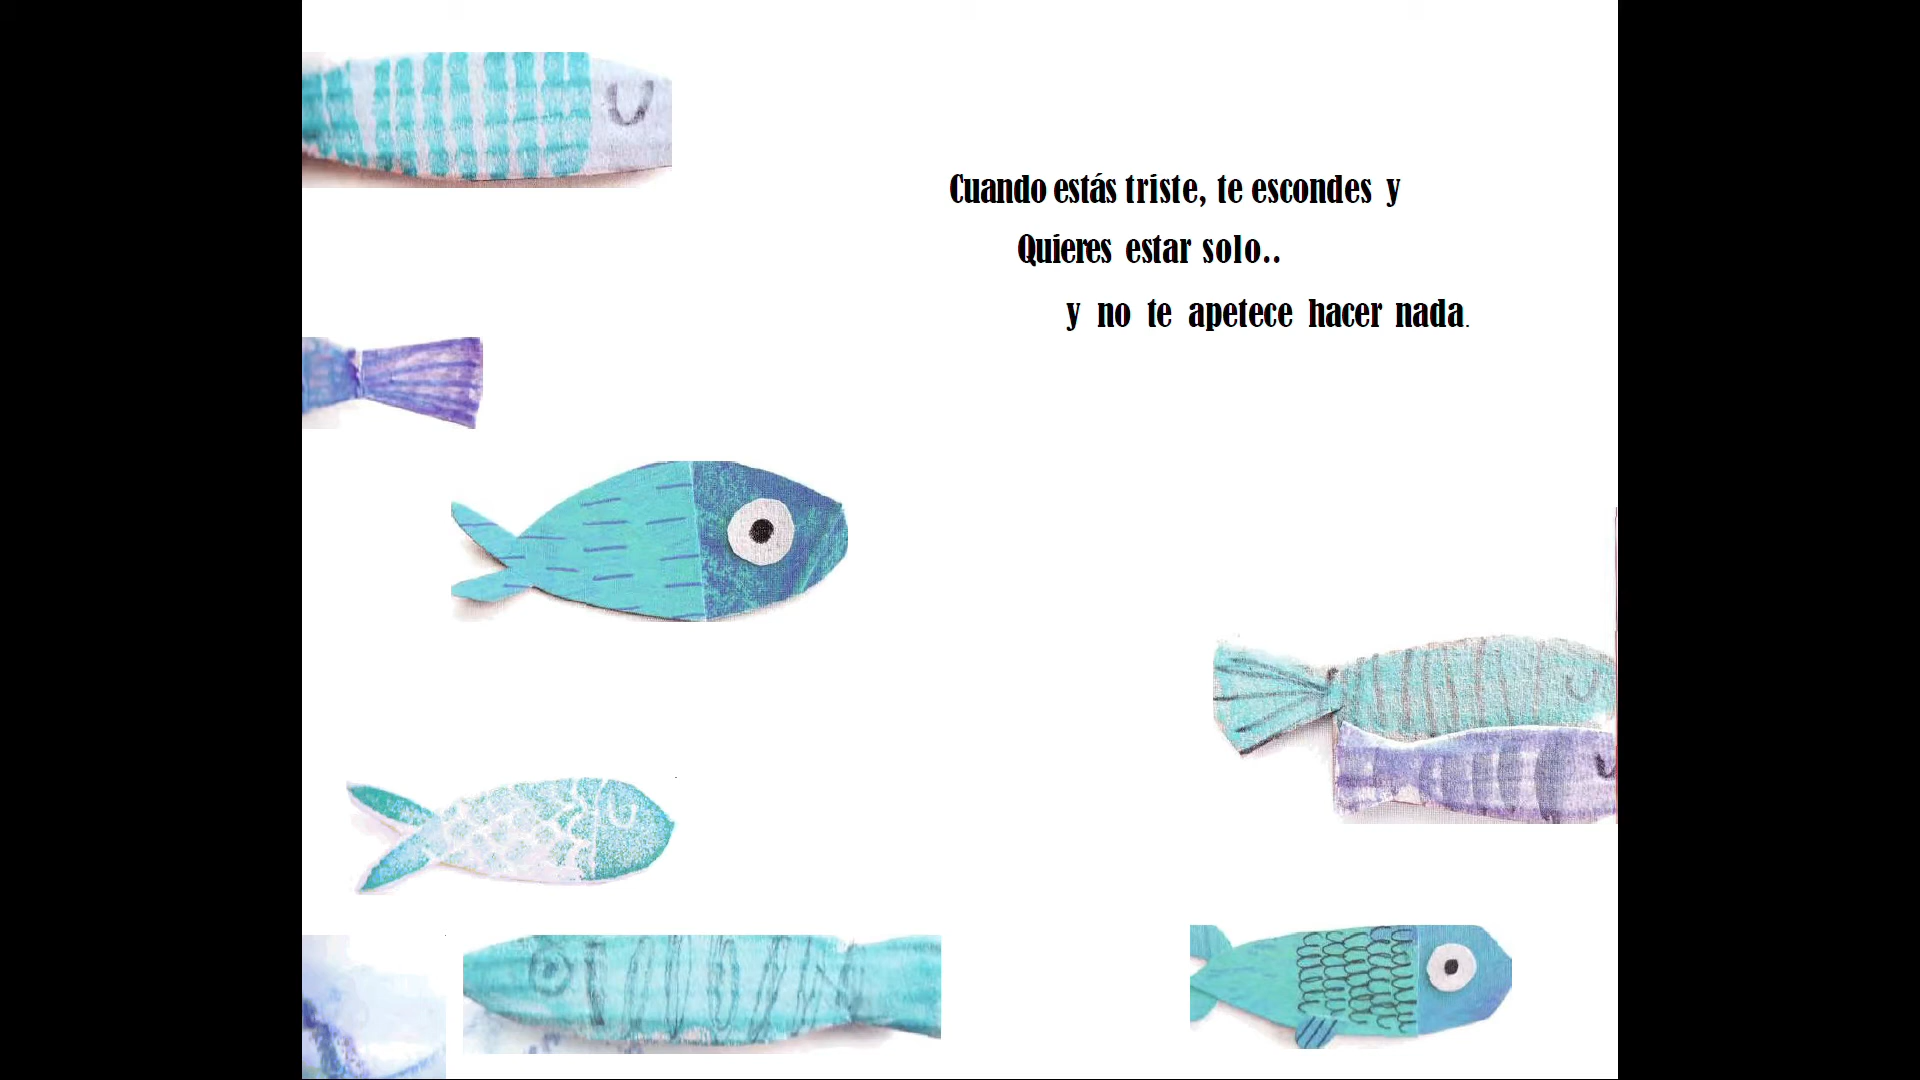 Cuando estás triste, te escondes y
Quieres estar solo..
y no te apetece hacer nada.